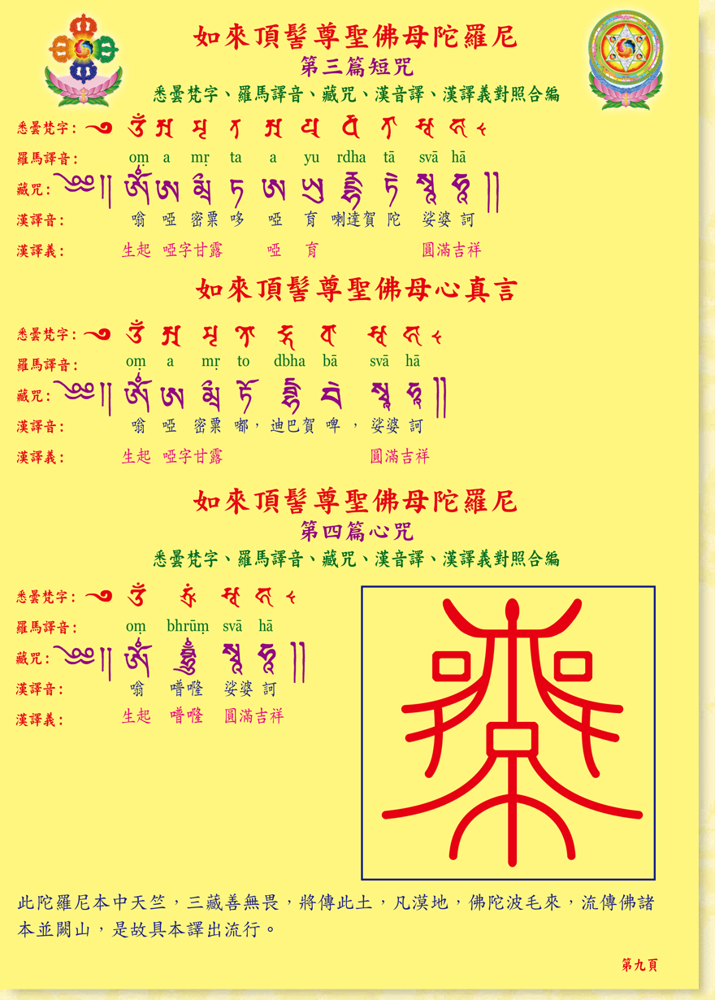 如來頂髻尊聖佛母陀羅尼
第三篇短咒
悉曇梵字、羅馬譯音、藏咒、漢音譯、漢譯義對照合編
悉曇梵字：
羅馬譯音： oṃ a mṛ ta a yu rdha tā svā hā
藏咒：
漢譯音： 嗡 啞 密栗 哆 啞 育 喇達賀 陀 娑婆 訶
漢譯義： 生起 啞字甘露 啞 育 圓滿吉祥
如來頂髻尊聖佛母心真言
悉曇梵字：
羅馬譯音： oṃ a mṛ to dbha bā svā hā
藏咒：
漢譯音： 嗡 啞 密栗 嘟， 迪巴賀 啤 ， 娑婆 訶
漢譯義： 生起 啞字甘露 圓滿吉祥
如來頂髻尊聖佛母陀羅尼
第四篇心咒
悉曇梵字、羅馬譯音、藏咒、漢音譯、漢譯義對照合編
悉曇梵字：
羅馬譯音： oṃ bhrūṃ svā hā
藏咒：
漢譯音： 嗡 噜嚨 娑婆 訶
漢譯義： 生起 噜嚨 圓滿吉祥
此陀羅尼本中天竺，三藏善無畏，將傳此土，凡漠地，佛陀波毛來，流傳佛諸
本並闕山，是故具本譯出流行。
第九頁